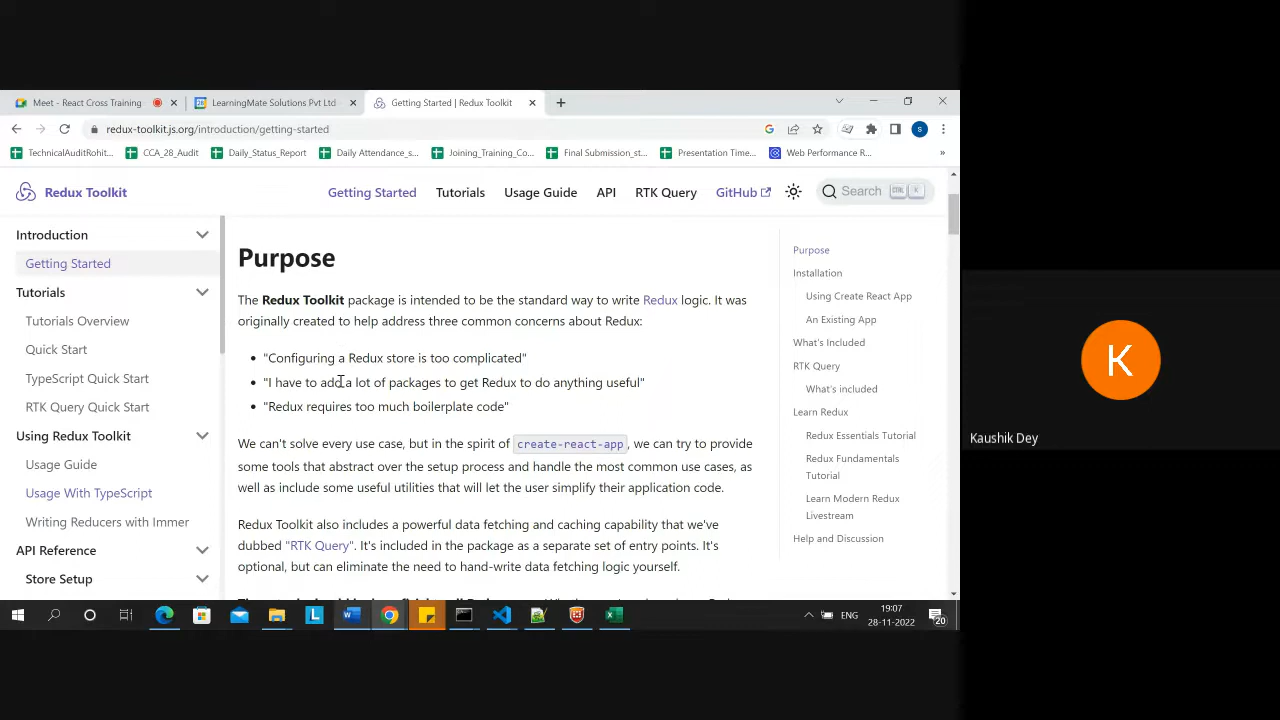 Meet - React Cross Training
LearningMate Solutions Pvt Ltd
Getting Started | Redux Toolkit
redux-toolkit.js.org/introduction/getting-started
TechnicalAuditRohit...
CCA_28_Audit
Daily_Status_Report
Daily Attendance_s...
Joining_Training_Co...
Final Submission_st...
Presentation Time...
Web Performance R...
»
Redux Toolkit
Getting Started
Tutorials
Usage Guide
API
RTK Query
GitHub
Search
CTRL
K
Introduction
Getting Started
Tutorials
Tutorials Overview
Quick Start
TypeScript Quick Start
RTK Query Quick Start
Using Redux Toolkit
Usage Guide
Usage With TypeScript
Writing Reducers with Immer
API Reference
Store Setup
Purpose
The Redux Toolkit package is intended to be the standard way to write Redux logic. It was
originally created to help address three common concerns about Redux:
• "Configuring a Redux store is too complicated"
• "I have to add a lot of packages to get Redux to do anything useful"
• "Redux requires too much boilerplate code"
We can't solve every use case, but in the spirit of create-react-app, we can try to provide
some tools that abstract over the setup process and handle the most common use cases, as
well as include some useful utilities that will let the user simplify their application code.
Redux Toolkit also includes a powerful data fetching and caching capability that we've
dubbed "RTK Query". It's included in the package as a separate set of entry points. It's
optional, but can eliminate the need to hand-write data fetching logic yourself.
Purpose
Installation
Using Create React App
An Existing App
What's Included
RTK Query
What's included
Learn Redux
Redux Essentials Tutorial
Redux Fundamentals
Tutorial
Learn Modern Redux
Livestream
Help and Discussion
ENG
19:07
28-11-2022
20
K
Kaushik Dey